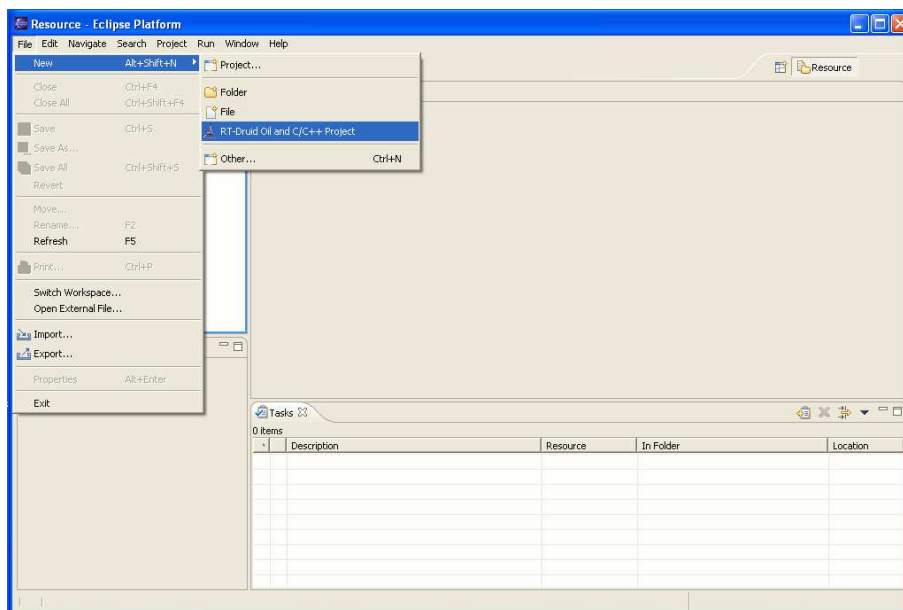 Resource - Eclipse Platform
File Edit Navigate Search Project Run Window Help
New Alt+Shift+N
Close Ctrl+F4
Close All Ctrl+Shift+F4
Save Ctrl+S
Save As...
Save All Ctrl+Shift+S
Revert
Move...
Rename... F2
Refresh F5
Print... Ctrl+P
Switch Workspace...
Open External File...
Import...
Export...
Properties Alt+Enter
Exit
Project...
Folder
File
RT-Druid Oil and C/C++ Project
Other... Ctrl+N
Resource
Tasks
0 items
Description Resource In Folder Location